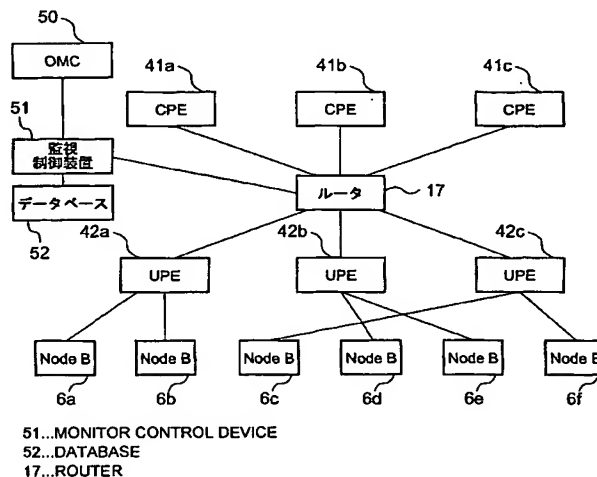 50
OMC
41a
41b
41c
CPE
CPE
CPE
51
監視
制御装置
ルータ
17
データベース
52
42a
42b
42c
UPE
UPE
UPE
Node B
Node B
Node B
Node B
Node B
Node B
6a
6b
6c
6d
6e
6f
51...MONITOR CONTROL DEVICE
52...DATABASE
17...ROUTER